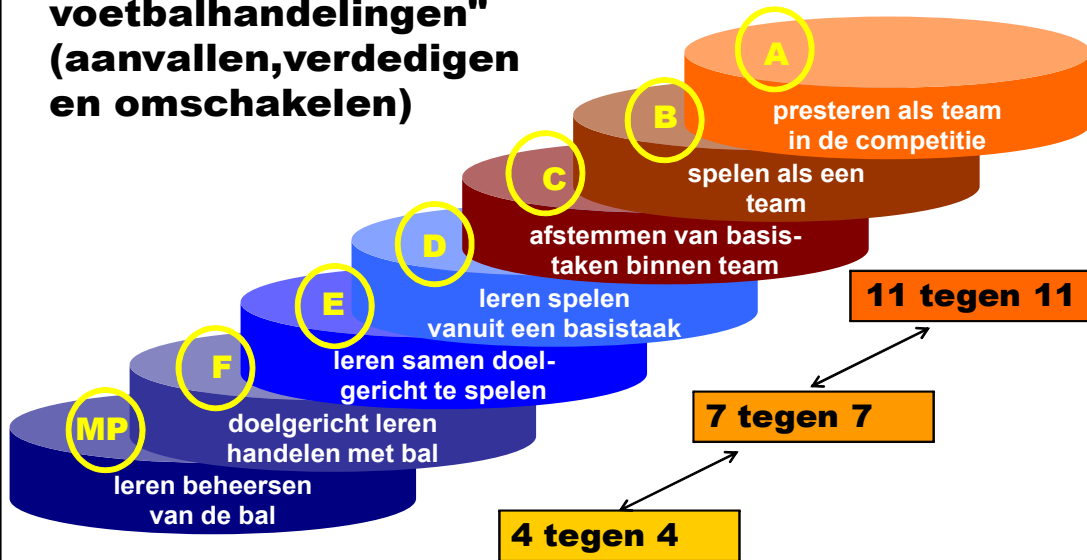 voetbalhandelingen"
(aanvallen,verdedigen
en omschakelen)
A
presteren als team
in de competitie
B
spelen als een
team
C
afstemmen van basis-
taken binnen team
D
leren spelen
vanuit een basistaak
E
leren samen doel-
gericht te spelen
F
doelgericht leren
handelen met bal
MP
leren beheersen
van de bal
11 tegen 11
7 tegen 7
4 tegen 4